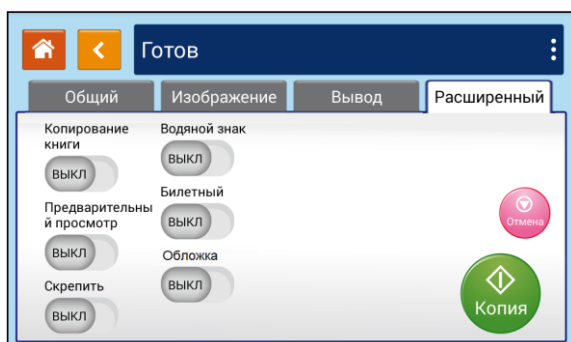 Готов
Общий
Изображение
Вывод
Расширенный
Копирование
книги
ВЫКЛ
Предварительны
й просмотр
ВЫКЛ
Скрепить
ВЫКЛ
Водяной знак
ВЫКЛ
Билетный
ВЫКЛ
Обложка
ВЫКЛ
Отмена
Копия